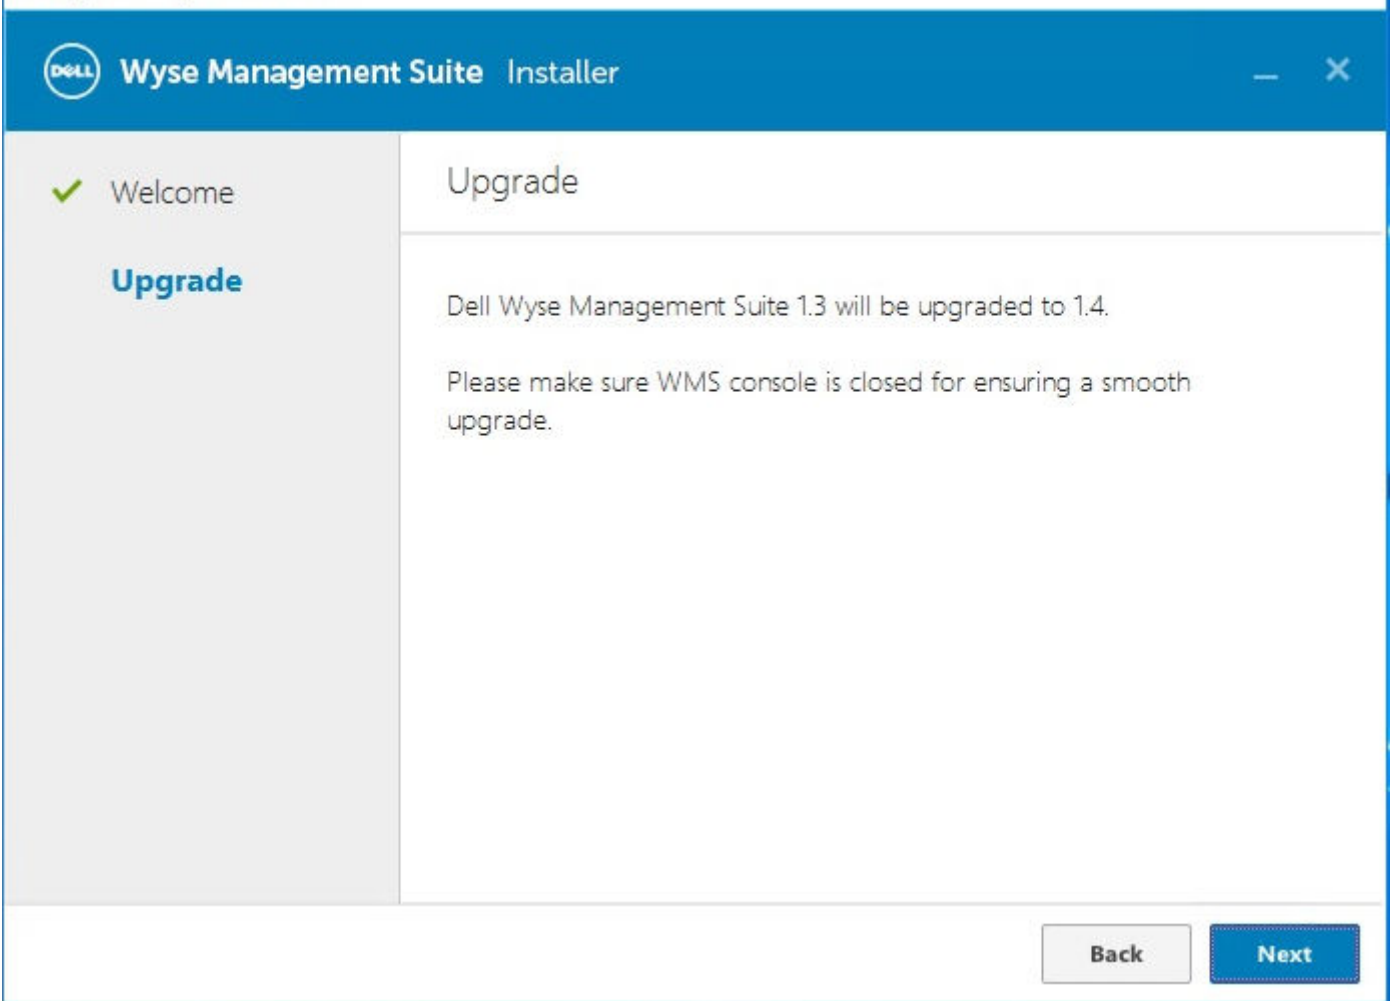 DELL Wyse Management Suite Installer
Welcome
Upgrade
Upgrade
Dell Wyse Management Suite 1.3 will be upgraded to 1.4.
Please make sure WMS console is closed for ensuring a smooth
upgrade.
Back Next